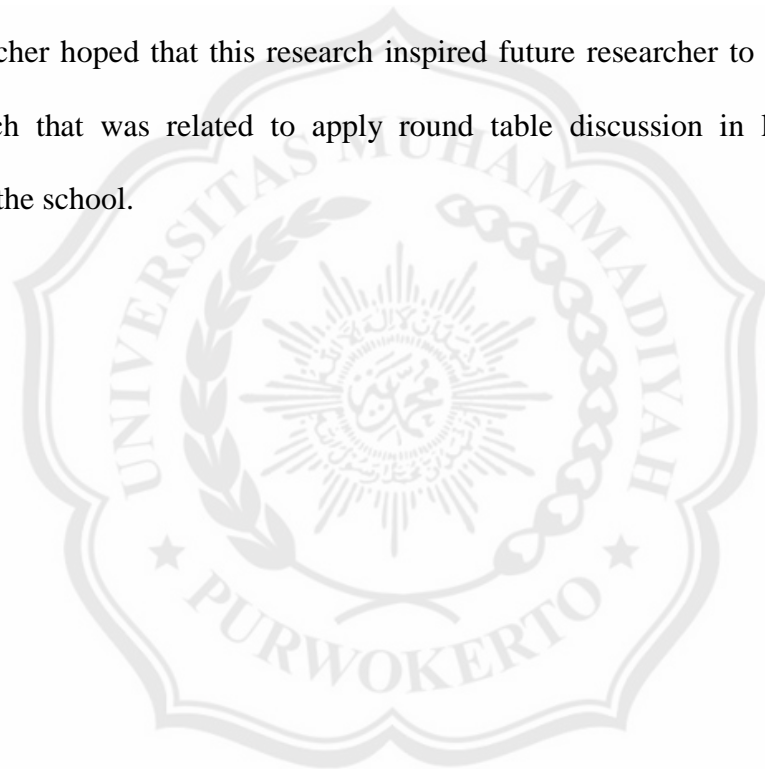 cher hoped that this research inspired future researcher to
ch that was related to apply round table discussion in
the school.
UNIVERSITAS MUHAMMADIYAH
PURWOKERTO